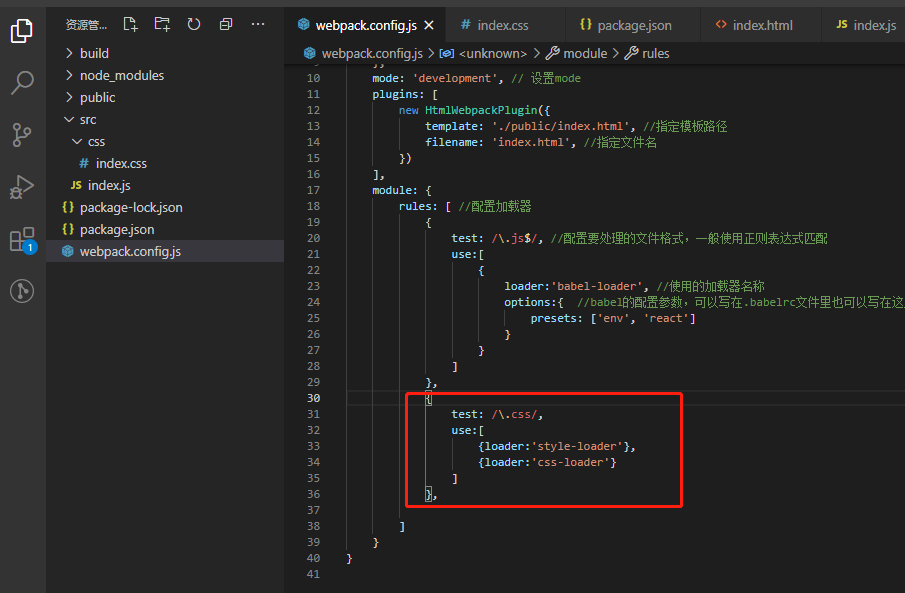 资源管...
webpack.config.js
index.css
package.json
index.html
index.js
webpack.config.js
<unknown>
module
rules
build
node_modules
public
src
css
index.css
index.js
package-lock.json
package.json
webpack.config.js
1
10 mode: 'development', // 设置mode
11 plugins: [
12 new HtmlWebpackPlugin({
13 template: './public/index.html', //指定模板路径
14 filename: 'index.html', //指定文件名
15 })
16 ],
17 module: {
18 rules: [ //配置加载器
19 {
20 test: /\.js$/, //配置要处理的文件格式，一般使用正则表达式匹配
21 use:[
22 {
23 loader:'babel-loader', //使用的加载器名称
24 options:{ //babel的配置参数，可以写在.babelrc文件里也可以写在这
25 presets: ['env', 'react']
26 }
27 }
28 ]
29 },
30 {
31 test: /\.css/,
32 use:[
33 {loader:'style-loader'},
34 {loader:'css-loader'}
35 ]
36 },
37
38 ]
39 }
40 }
41